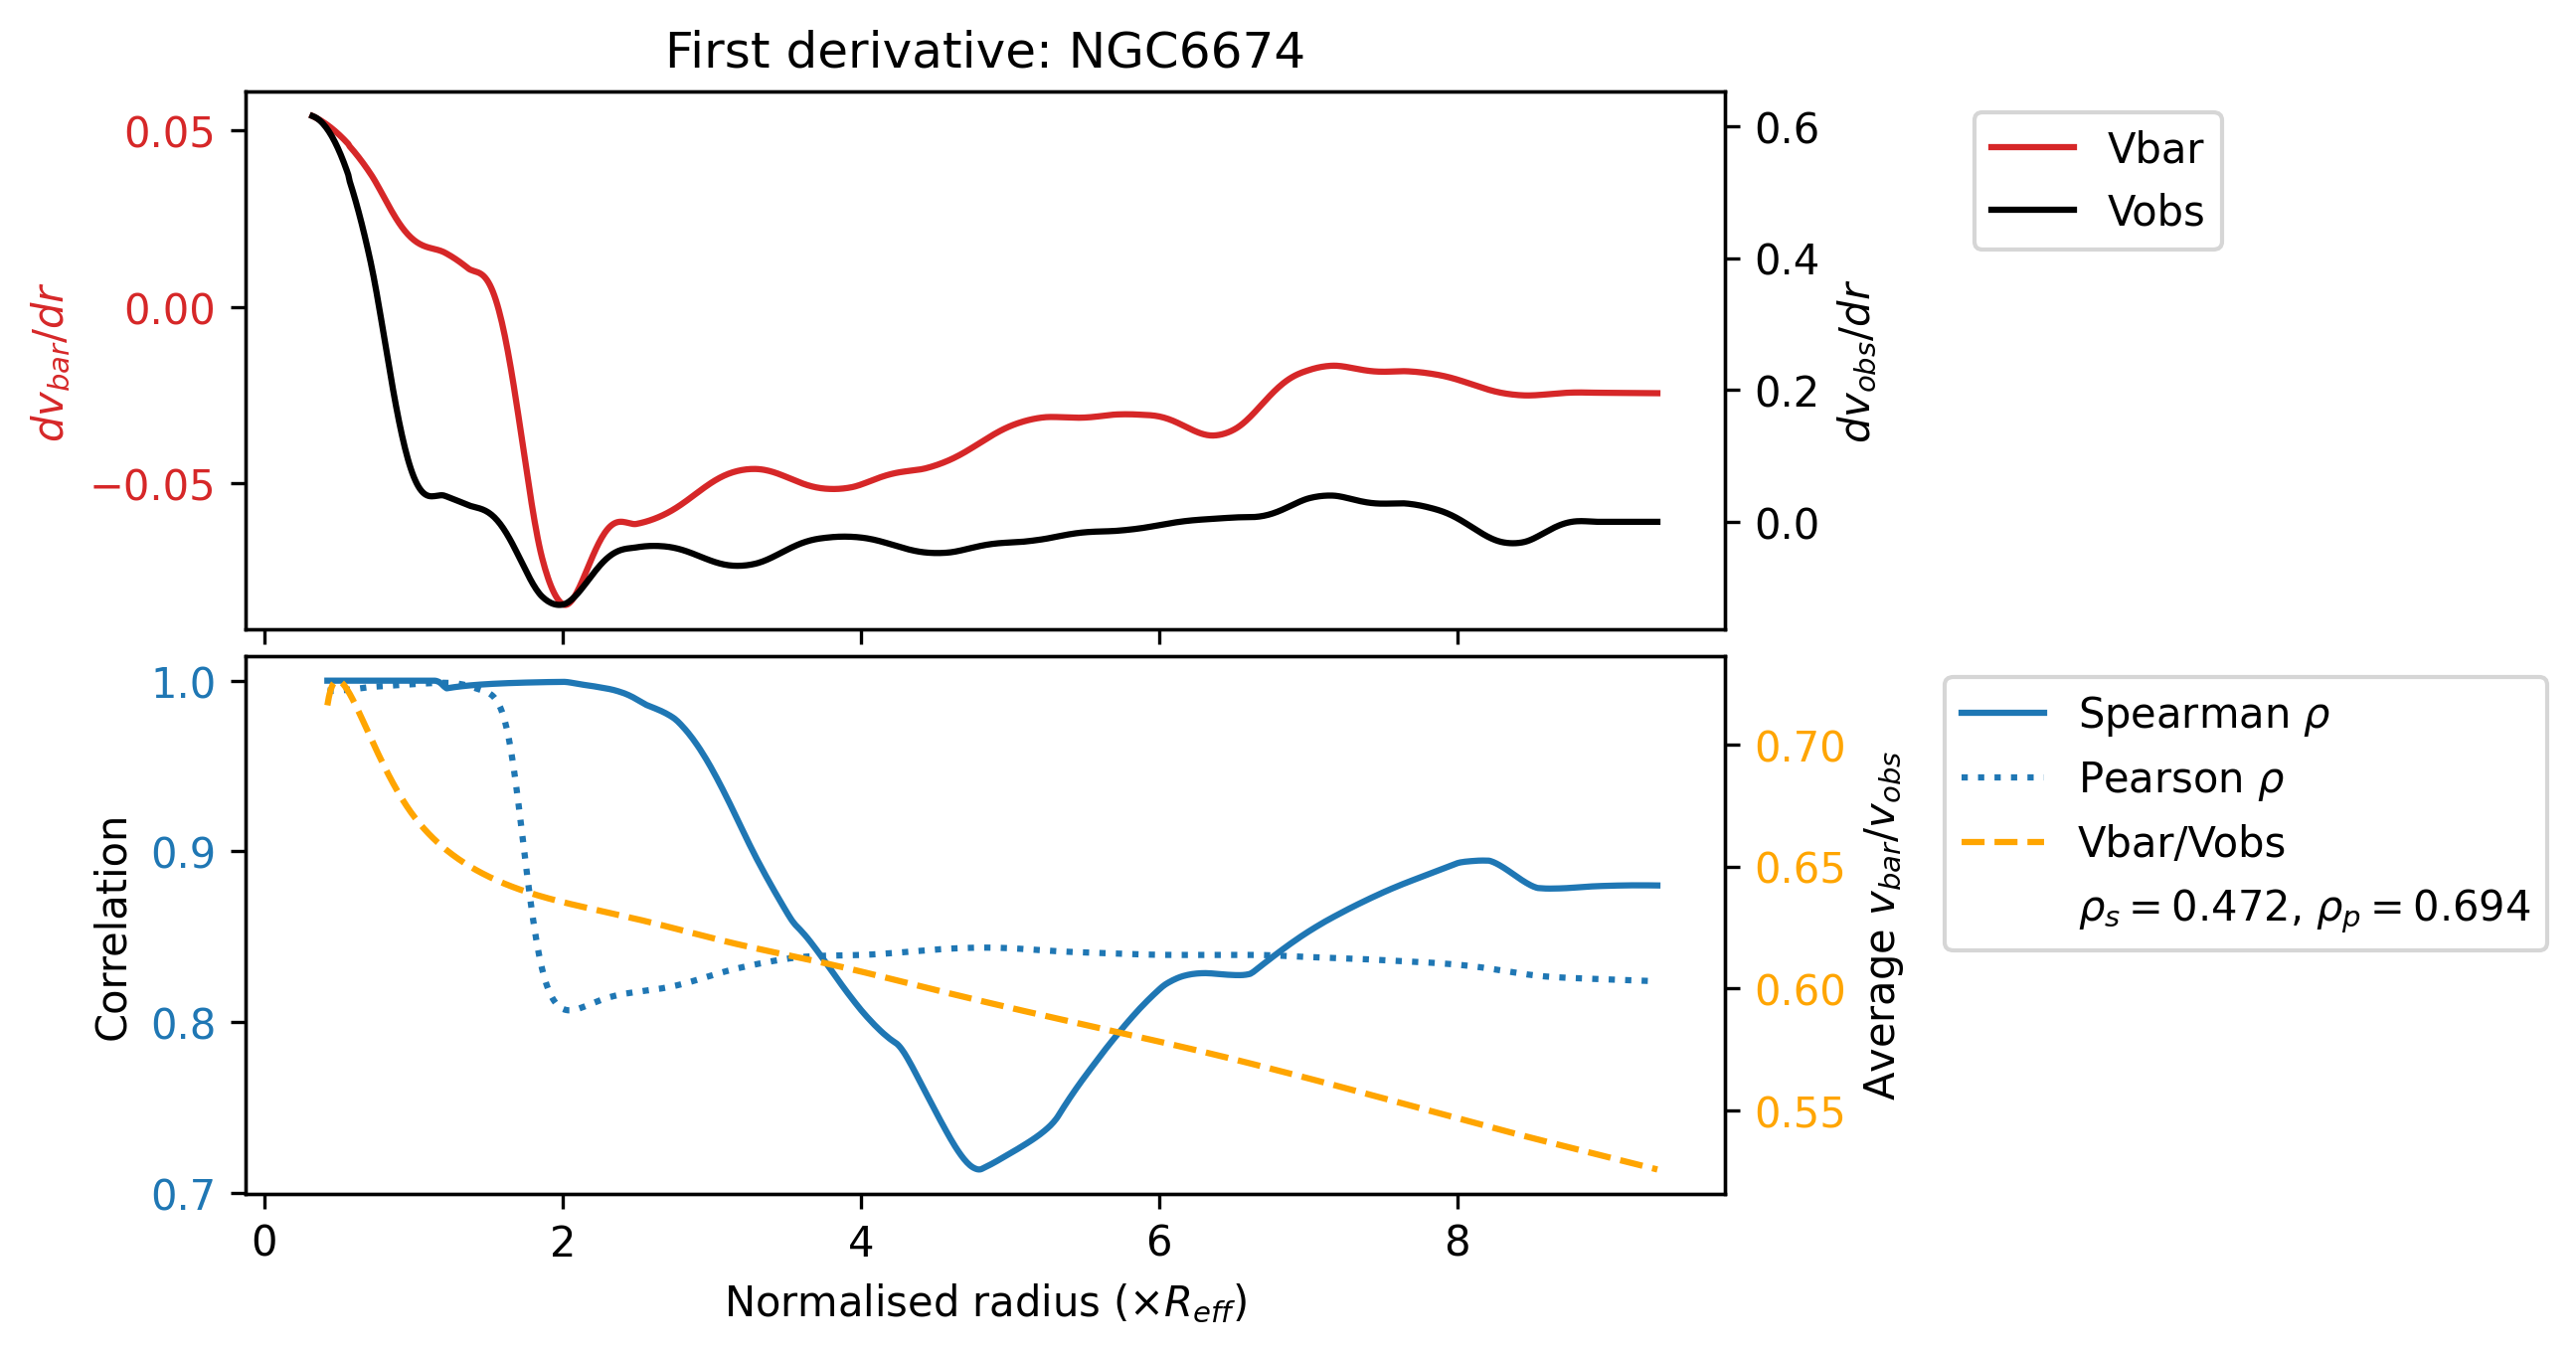 First derivative: NGC6674
0.05
0.00
−0.05
dv_bar/dr
0.6
0.4
0.2
0.0
dv_obs/dr
Vbar
Vobs
1.0
0.9
0.8
0.7
Correlation
0.70
0.65
0.60
0.55
Average v_bar/v_obs
Spearman ρ
Pearson ρ
Vbar/Vobs
ρ_s = 0.472, ρ_p = 0.694
0 2 4 6 8
Normalised radius (×R_eff)